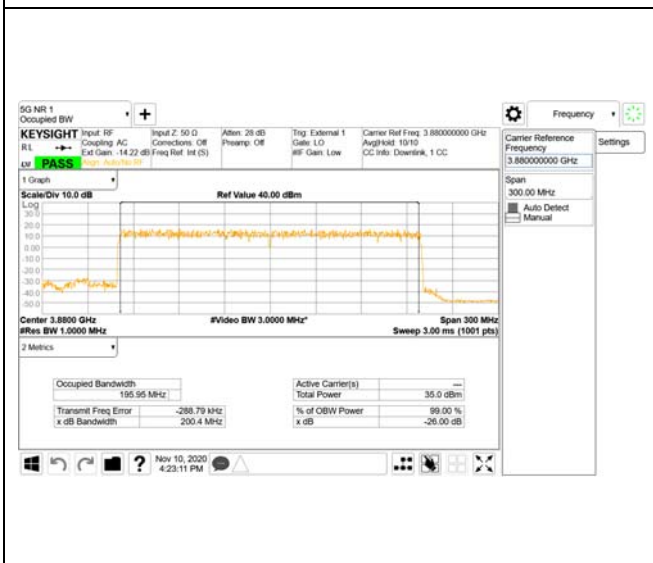 5G NR 1
Occupied BW
+
Frequency
KEYSIGHT
RL
PASS
Input: RF
Coupling: AC
Ext Gain: -14.22 dB
Align: Auto/No RF
Input Z: 50 Ω
Corrections: Off
Freq Ref: Int (S)
Atten: 28 dB
Preamp: Off
Trig: External 1
Gate: LO
#IF Gain: Low
Carrier Ref Freq: 3.880000000 GHz
Avg|Hold: 10/10
CC Info: Downlink, 1 CC
Carrier Reference
Frequency
3.880000000 GHz
Settings
Span
300.00 MHz
Auto Detect
Manual
1 Graph
Scale/Div 10.0 dB
Ref Value 40.00 dBm
Log
30.0
20.0
10.0
0.00
-10.0
-20.0
-30.0
-40.0
-50.0
Center 3.8800 GHz
#Video BW 3.0000 MHz*
Span 300 MHz
#Res BW 1.0000 MHz
Sweep 3.00 ms (1001 pts)
2 Metrics
Occupied Bandwidth
195.95 MHz
Transmit Freq Error -288.79 kHz
x dB Bandwidth 200.4 MHz
Active Carrier(s) ---
Total Power 35.0 dBm
% of OBW Power 99.00 %
x dB -26.00 dB
?
Nov 10, 2020
4:23:11 PM